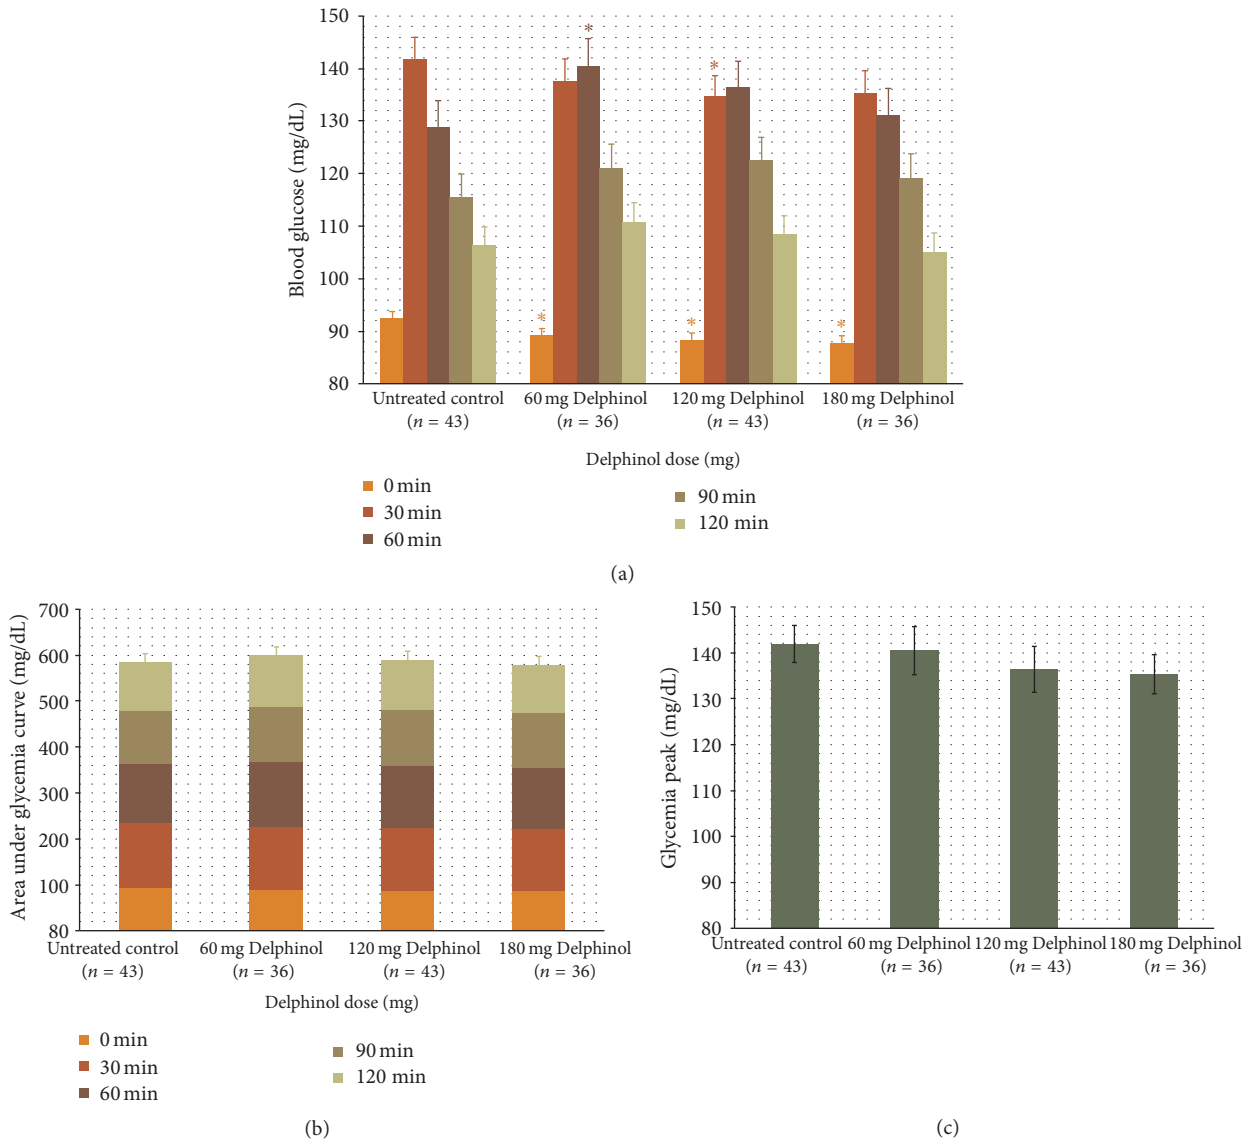 150
140
130
120
110
100
90
80
Blood glucose (mg/dL)
*
*
*
*
*
Untreated control
(n = 43)
60 mg Delphinol
(n = 36)
120 mg Delphinol
(n = 43)
180 mg Delphinol
(n = 36)
Delphinol dose (mg)
0 min
30 min
60 min
90 min
120 min
(a)
700
600
500
400
300
200
100
80
Area under glycemia curve (mg/dL)
Untreated control
(n = 43)
60 mg Delphinol
(n = 36)
120 mg Delphinol
(n = 43)
180 mg Delphinol
(n = 36)
Delphinol dose (mg)
0 min
30 min
60 min
90 min
120 min
(b)
150
140
130
120
110
100
90
80
Glycemia peak (mg/dL)
Untreated control
(n = 43)
60 mg Delphinol
(n = 36)
120 mg Delphinol
(n = 43)
180 mg Delphinol
(n = 36)
(c)